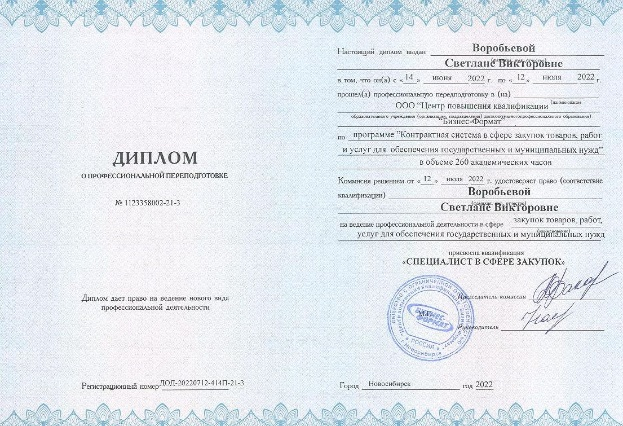 ДИПЛОМ
О ПРОФЕССИОНАЛЬНОЙ ПЕРЕПОДГОТОВКЕ
№ 1123358002-21-3
Диплом дает право на ведение нового вида
профессиональной деятельности
Регистрационный номер ДОД-20220712-414П-21-3
Настоящий диплом выдан Воробьевой
Светлане Викторовне
в том, что он(а) с «14» июня 2022 г. по «12» июля 2022 г.
прошел(а) профессиональную переподготовку в (на)
ООО "Центр повышения квалификации
"Бизнес-Формат"
по программе "Контрактная система в сфере закупок товаров, работ
и услуг для обеспечения государственных и муниципальных нужд"
в объеме 260 академических часов
Комиссия решением от «12» июля 2022 г. удостоверяет право (соответствие
квалификации) Воробьевой
Светлане Викторовне
на ведение профессиональной деятельности в сфере закупок товаров, работ,
услуг для обеспечения государственных и муниципальных нужд
присвоена квалификация
«СПЕЦИАЛИСТ В СФЕРЕ ЗАКУПОК»
Председатель комиссии
М.П.
Руководитель
БИЗНЕС
ФОРМАТ
Город Новосибирск год 2022